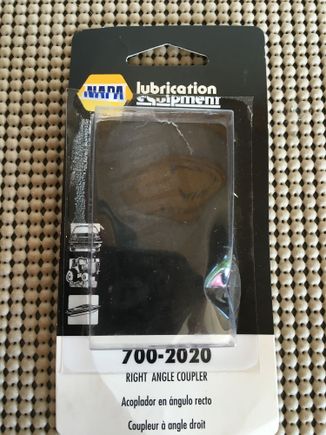 NAPA
lubrication
equipment
700-2020
RIGHT ANGLE COUPLER
Acoplador en ángulo recto
Coupleur à angle droit